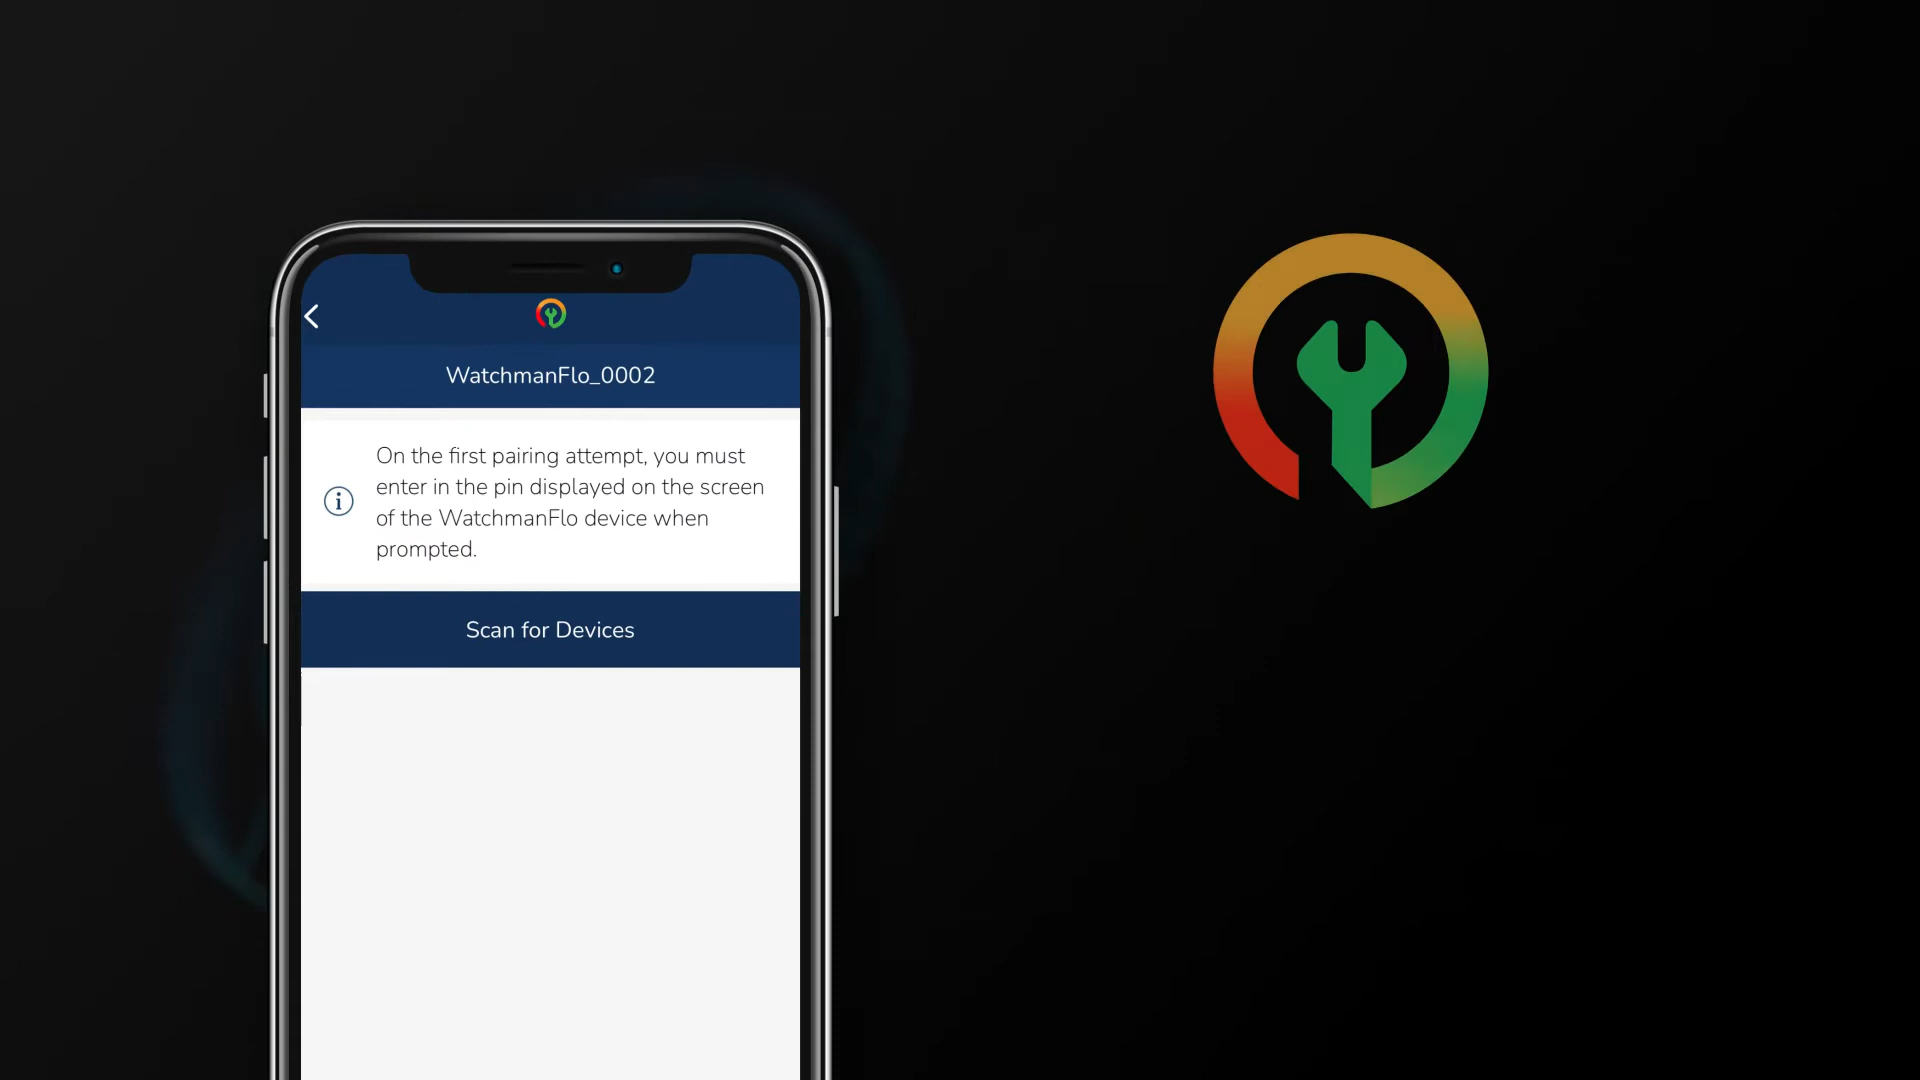 WatchmanFlo_0002
On the first pairing attempt, you must
enter in the pin displayed on the screen
of the WatchmanFlo device when
prompted.
Scan for Devices